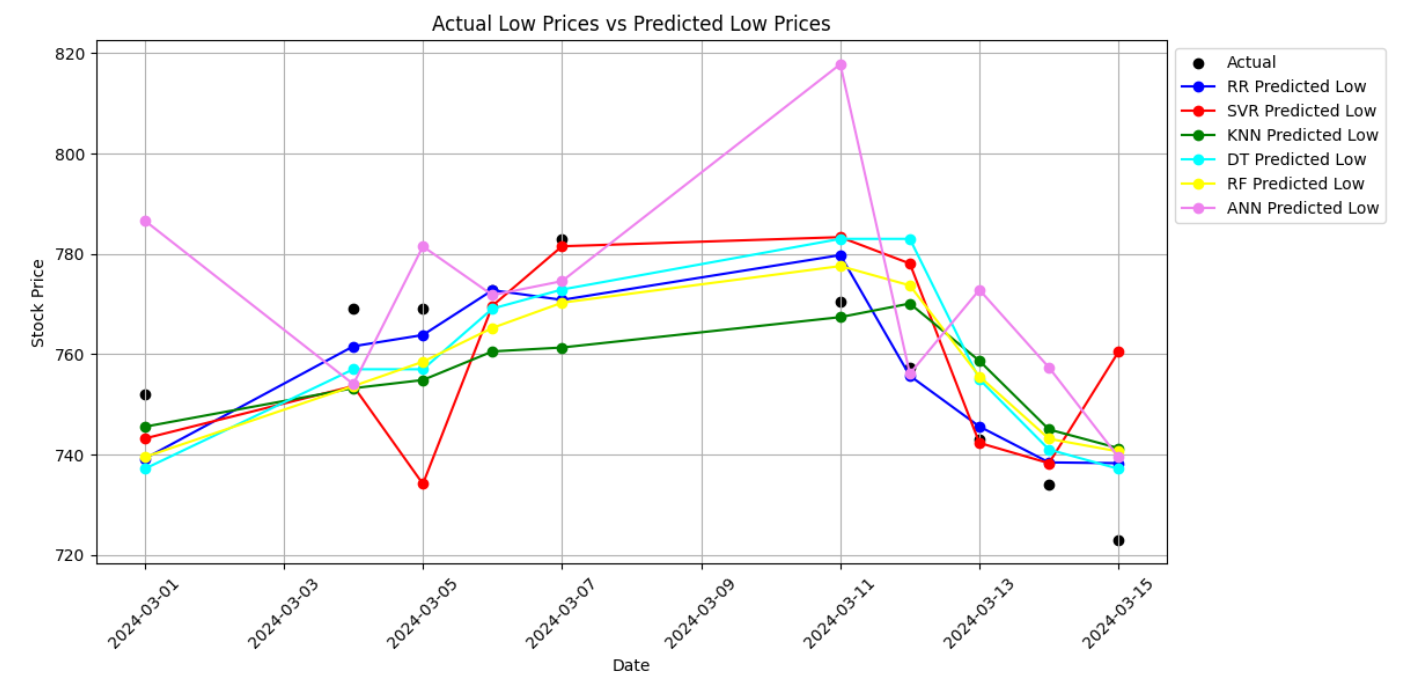 Actual Low Prices vs Predicted Low Prices
820
800
780
760
740
720
Stock Price
2024-03-01
2024-03-03
2024-03-05
2024-03-07
2024-03-09
2024-03-11
2024-03-13
2024-03-15
Date
Actual
RR Predicted Low
SVR Predicted Low
KNN Predicted Low
DT Predicted Low
RF Predicted Low
ANN Predicted Low